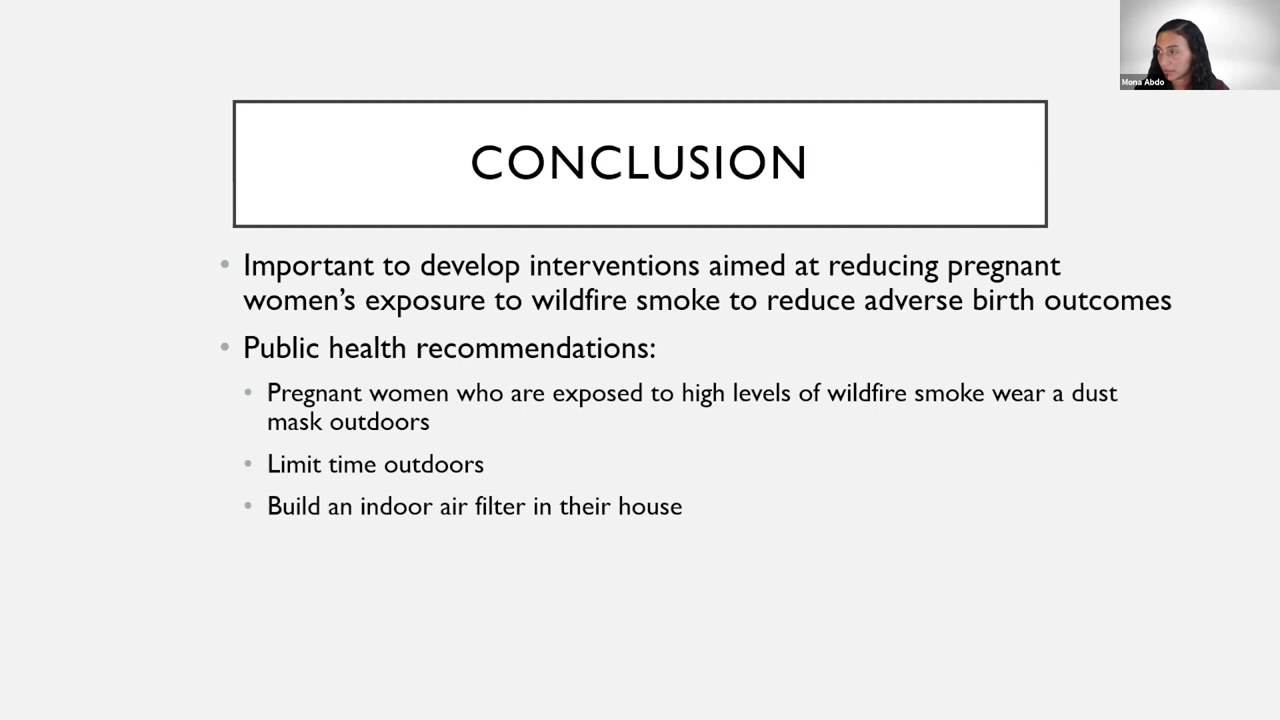 Mona Abdo
CONCLUSION
• Important to develop interventions aimed at reducing pregnant
women’s exposure to wildfire smoke to reduce adverse birth outcomes
• Public health recommendations:
• Pregnant women who are exposed to high levels of wildfire smoke wear a dust
mask outdoors
• Limit time outdoors
• Build an indoor air filter in their house